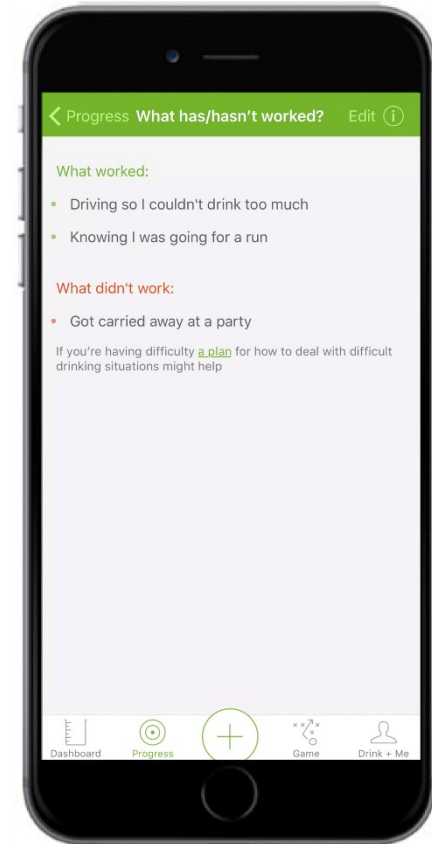 Progress What has/hasn't worked? Edit i
What worked:
• Driving so I couldn't drink too much
• Knowing I was going for a run
What didn't work:
• Got carried away at a party
If you're having difficulty a plan for how to deal with difficult
drinking situations might help
Dashboard Progress Game Drink + Me